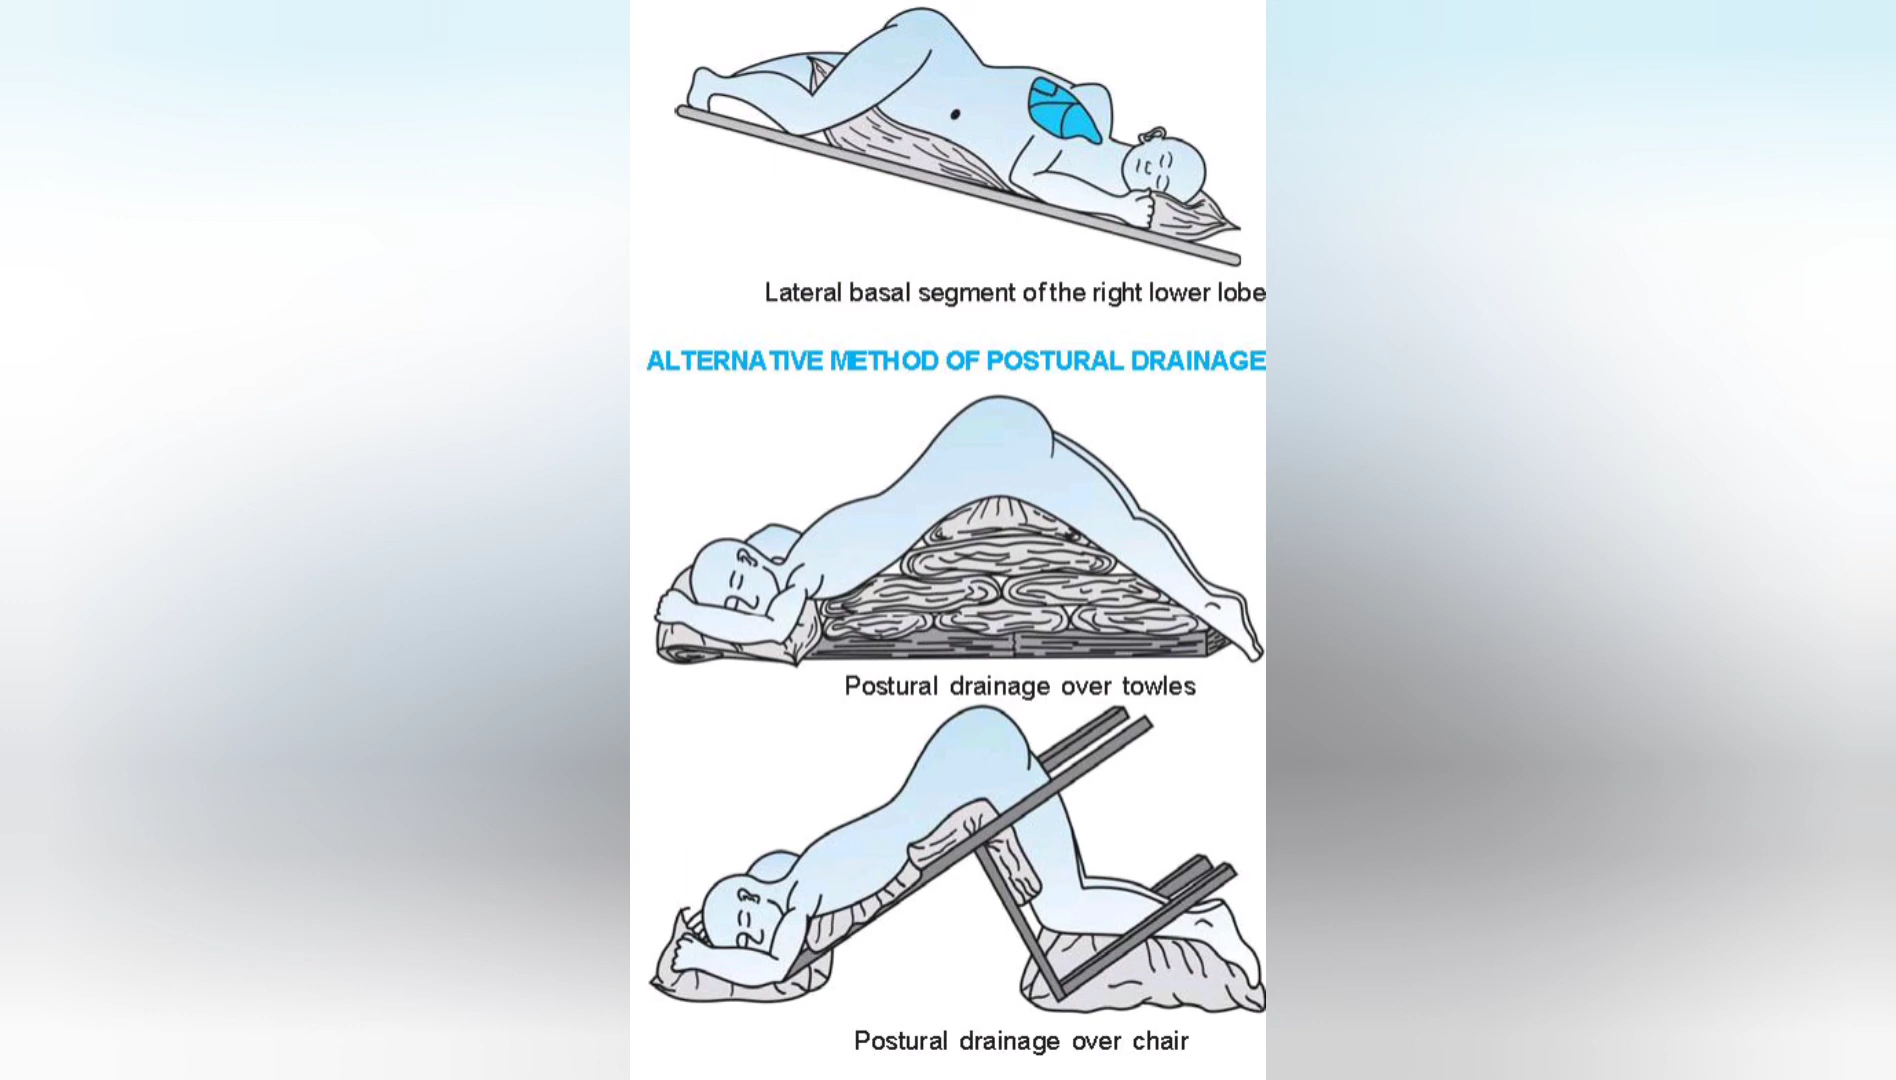 Lateral basal segment of the right lower lobe
ALTERNATIVE METHOD OF POSTURAL DRAINAGE
Postural drainage over towles
Postural drainage over chair